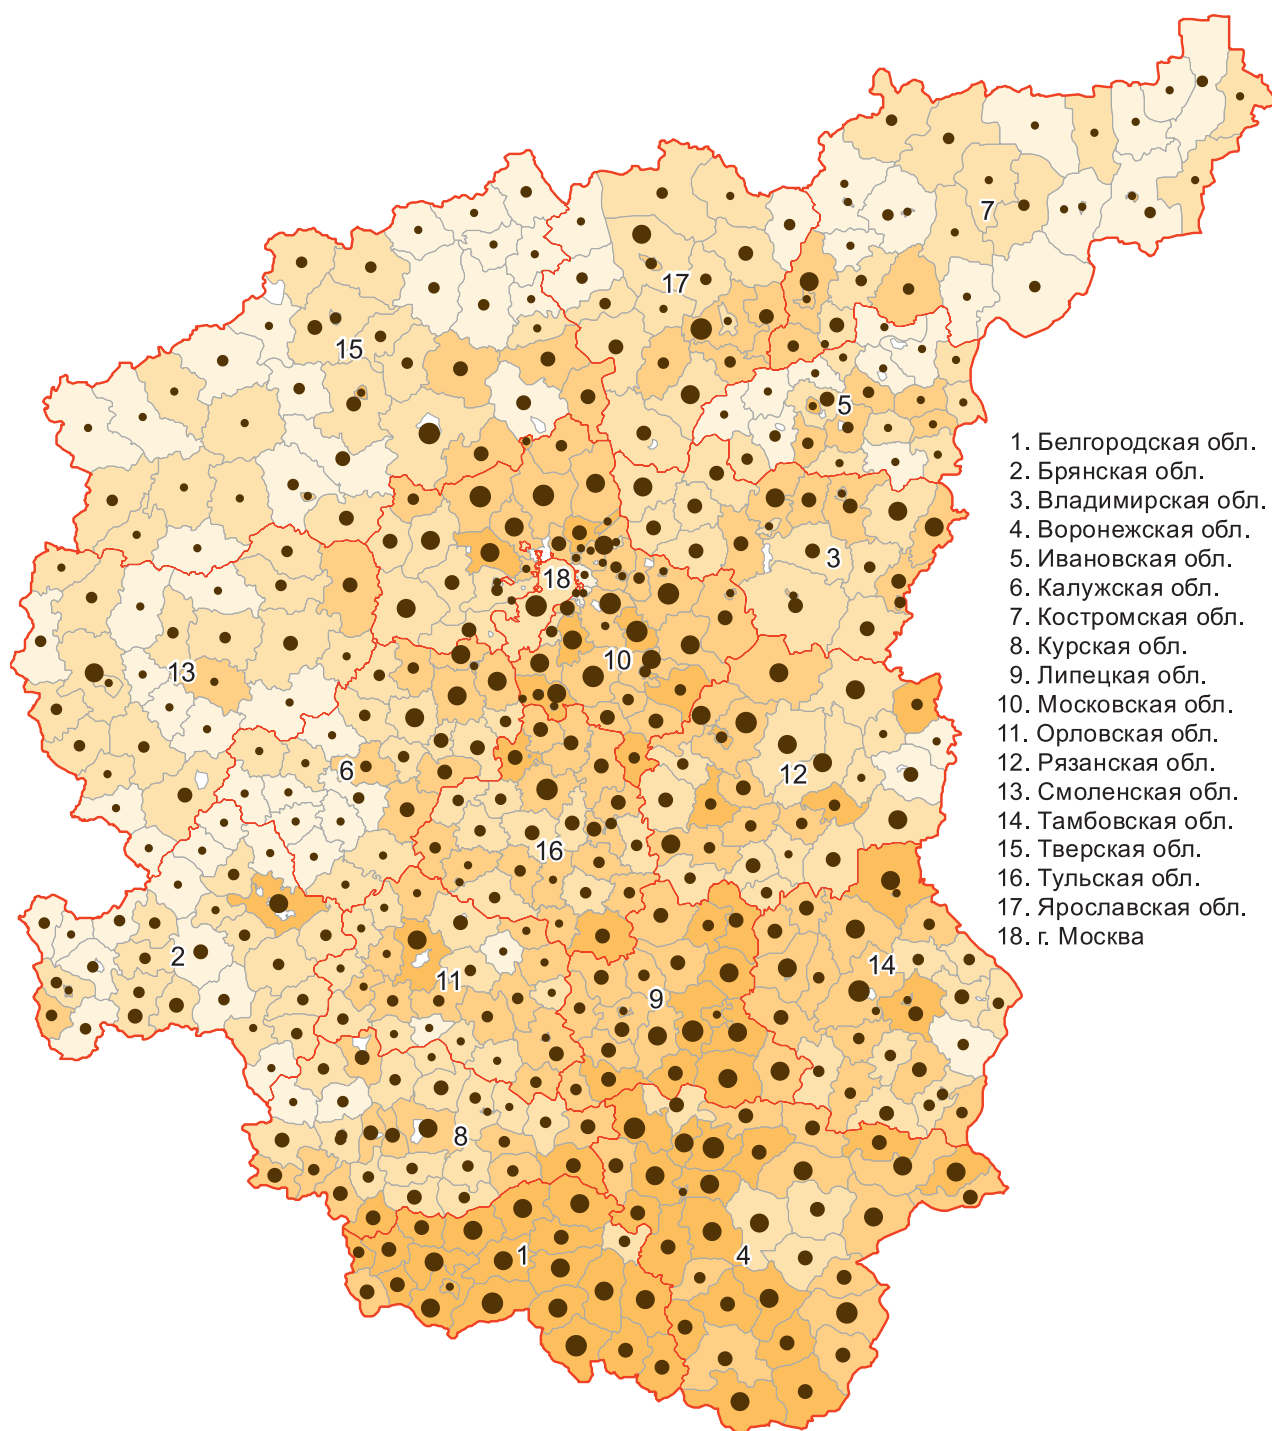 7
17
15
5
3
18
13
10
6
12
16
2
11
14
9
8
1
4
1. Белгородская обл.
2. Брянская обл.
3. Владимирская обл.
4. Воронежская обл.
5. Ивановская обл.
6. Калужская обл.
7. Костромская обл.
8. Курская обл.
9. Липецкая обл.
10. Московская обл.
11. Орловская обл.
12. Рязанская обл.
13. Смоленская обл.
14. Тамбовская обл.
15. Тверская обл.
16. Тульская обл.
17. Ярославская обл.
18. г. Москва